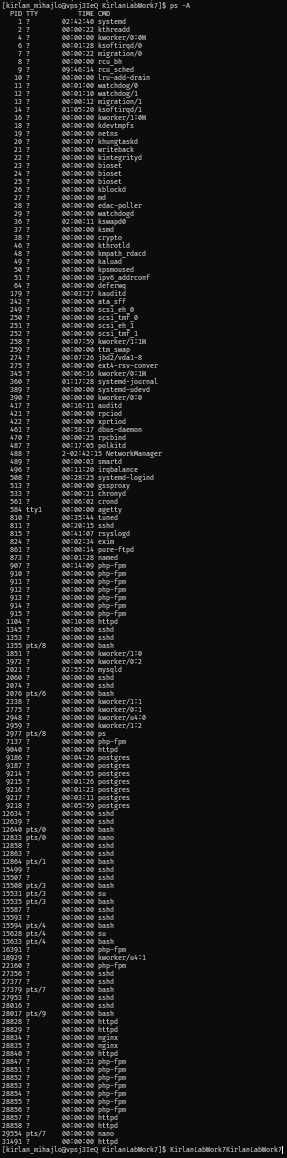 [kirlan_mihajlo@vpsj3IeQ KirlanLabWork7]$ ps -A
PID TTY TIME CMD
1 ? 02:42:40 systemd
2 ? 00:00:22 kthreadd
4 ? 00:00:00 kworker/0:0H
6 ? 00:01:28 ksoftirqd/0
7 ? 00:00:22 migration/0
8 ? 00:00:00 rcu_bh
9 ? 09:46:14 rcu_sched
10 ? 00:00:00 lru-add-drain
11 ? 00:01:00 watchdog/0
12 ? 00:01:10 watchdog/1
13 ? 00:00:12 migration/1
14 ? 01:05:20 ksoftirqd/1
16 ? 00:00:00 kworker/1:0H
18 ? 00:00:00 kdevtmpfs
19 ? 00:00:00 netns
20 ? 00:00:07 khungtaskd
21 ? 00:00:00 writeback
22 ? 00:00:00 kintegrityd
23 ? 00:00:00 bioset
24 ? 00:00:00 bioset
25 ? 00:00:00 bioset
26 ? 00:00:00 kblockd
27 ? 00:00:00 md
28 ? 00:00:00 edac-poller
29 ? 00:00:00 watchdogd
36 ? 02:00:11 kswapd0
37 ? 00:00:00 ksmd
38 ? 00:00:00 crypto
46 ? 00:00:00 kthrotld
48 ? 00:00:00 kmpath_rdacd
49 ? 00:00:00 kaluad
50 ? 00:00:00 kpsmoused
51 ? 00:00:00 ipv6_addrconf
64 ? 00:00:00 deferwq
179 ? 00:03:27 kauditd
242 ? 00:00:00 ata_sff
249 ? 00:00:00 scsi_eh_0
250 ? 00:00:00 scsi_tmf_0
251 ? 00:00:00 scsi_eh_1
252 ? 00:00:00 scsi_tmf_1
258 ? 00:07:59 kworker/1:1H
259 ? 00:00:00 ttm_swap
274 ? 00:07:26 jbd2/vda1-8
275 ? 00:00:00 ext4-rsv-conver
345 ? 00:06:16 kworker/0:1H
360 ? 01:17:28 systemd-journal
389 ? 00:00:00 systemd-udevd
390 ? 00:00:00 kworker/0:0
417 ? 00:16:11 auditd
421 ? 00:00:00 rpciod
422 ? 00:00:00 xprtiod
461 ? 00:58:17 dbus-daemon
470 ? 00:00:25 rpcbind
487 ? 00:17:05 polkitd
488 ? 2-02:42:15 NetworkManager
489 ? 00:00:03 smartd
496 ? 00:11:20 irqbalance
508 ? 00:28:25 systemd-logind
513 ? 00:00:00 gssproxy
533 ? 00:00:21 chronyd
561 ? 00:06:02 crond
584 tty1 00:00:00 agetty
810 ? 00:35:44 tuned
811 ? 00:20:15 sshd
815 ? 00:41:07 rsyslogd
824 ? 00:02:34 exim
861 ? 00:00:14 pure-ftpd
873 ? 00:01:28 named
907 ? 00:14:09 php-fpm
910 ? 00:00:00 php-fpm
911 ? 00:00:00 php-fpm
912 ? 00:00:00 php-fpm
913 ? 00:00:00 php-fpm
914 ? 00:00:00 php-fpm
915 ? 00:00:00 php-fpm
1104 ? 00:10:08 httpd
1345 ? 00:00:00 sshd
1353 ? 00:00:00 sshd
1355 pts/8 00:00:00 bash
1851 ? 00:00:00 kworker/1:0
1972 ? 00:00:00 kworker/0:2
2021 ? 02:55:26 mysqld
2060 ? 00:00:00 sshd
2074 ? 00:00:00 sshd
2076 pts/6 00:00:00 bash
2338 ? 00:00:00 kworker/1:1
2775 ? 00:00:00 kworker/0:1
2948 ? 00:00:00 kworker/u4:0
2959 ? 00:00:00 kworker/1:2
2977 pts/8 00:00:00 ps
7137 ? 00:00:00 php-fpm
9040 ? 00:00:00 httpd
9186 ? 00:04:26 postgres
9187 ? 00:00:00 postgres
9214 ? 00:00:05 postgres
9215 ? 00:01:26 postgres
9216 ? 00:01:23 postgres
9217 ? 00:03:11 postgres
9218 ? 00:05:59 postgres
12634 ? 00:00:00 sshd
12639 ? 00:00:00 sshd
12640 pts/0 00:00:00 bash
12833 pts/0 00:00:00 nano
12858 ? 00:00:00 sshd
12863 ? 00:00:00 sshd
12864 pts/1 00:00:00 bash
15499 ? 00:00:00 sshd
15507 ? 00:00:00 sshd
15508 pts/3 00:00:00 bash
15531 pts/3 00:00:00 su
15535 pts/3 00:00:00 bash
15587 ? 00:00:00 sshd
15593 ? 00:00:00 sshd
15594 pts/4 00:00:00 bash
15628 pts/4 00:00:00 su
15633 pts/4 00:00:00 bash
16391 ? 00:00:00 php-fpm
18929 ? 00:00:00 kworker/u4:1
22160 ? 00:00:00 php-fpm
27356 ? 00:00:00 sshd
27377 ? 00:00:00 sshd
27379 pts/7 00:00:00 bash
27953 ? 00:00:00 sshd
28016 ? 00:00:00 sshd
28017 pts/9 00:00:00 bash
28828 ? 00:00:00 httpd
28829 ? 00:00:00 httpd
28834 ? 00:00:00 nginx
28835 ? 00:00:00 nginx
28840 ? 00:00:00 httpd
28847 ? 00:00:32 php-fpm
28851 ? 00:00:00 php-fpm
28852 ? 00:00:00 php-fpm
28853 ? 00:00:00 php-fpm
28854 ? 00:00:00 php-fpm
28855 ? 00:00:00 php-fpm
28856 ? 00:00:00 php-fpm
28857 ? 00:00:00 httpd
28858 ? 00:00:00 httpd
29554 pts/7 00:00:00 nano
31491 ? 00:00:00 httpd
[kirlan_mihajlo@vpsj3IeQ KirlanLabWork7]$ KirlanLabWork7KirlanLabWork7